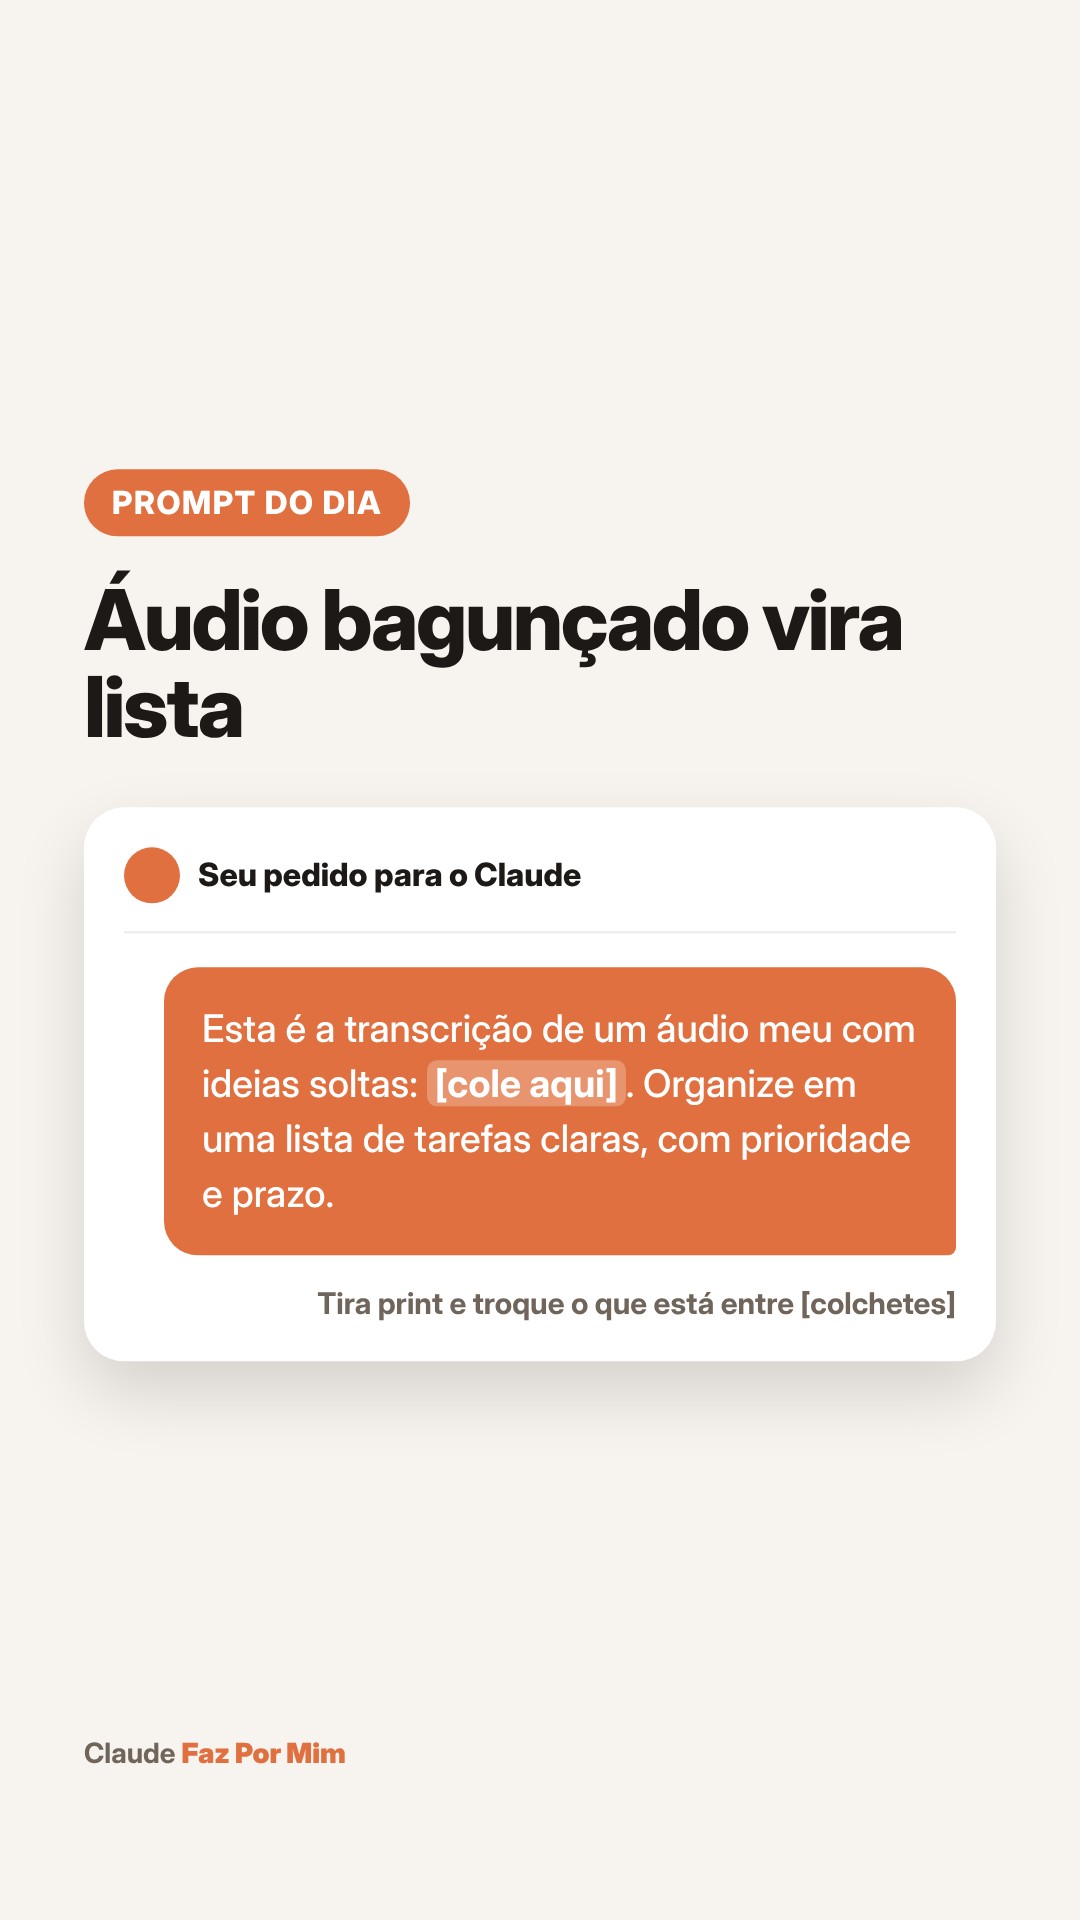 PROMPT DO DIA
Áudio bagunçado vira
lista
Seu pedido para o Claude
Esta é a transcrição de um áudio meu com
ideias soltas: [cole aqui]. Organize em
uma lista de tarefas claras, com prioridade
e prazo.
Tira print e troque o que está entre [colchetes]
Claude Faz Por Mim